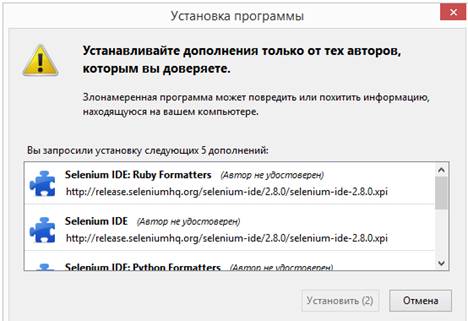 Установка программы
Устанавливайте дополнения только от тех авторов,
которым вы доверяете.
Злонамеренная программа может повредить или похитить информацию,
находящуюся на вашем компьютере.
Вы запросили установку следующих 5 дополнений:
Selenium IDE: Ruby Formatters (Автор не удостоверен)
http://release.seleniumhq.org/selenium-ide/2.8.0/selenium-ide-2.8.0.xpi
Selenium IDE (Автор не удостоверен)
http://release.seleniumhq.org/selenium-ide/2.8.0/selenium-ide-2.8.0.xpi
Selenium IDE: Python Formatters (Автор не удостоверен)
Установить (2) Отмена